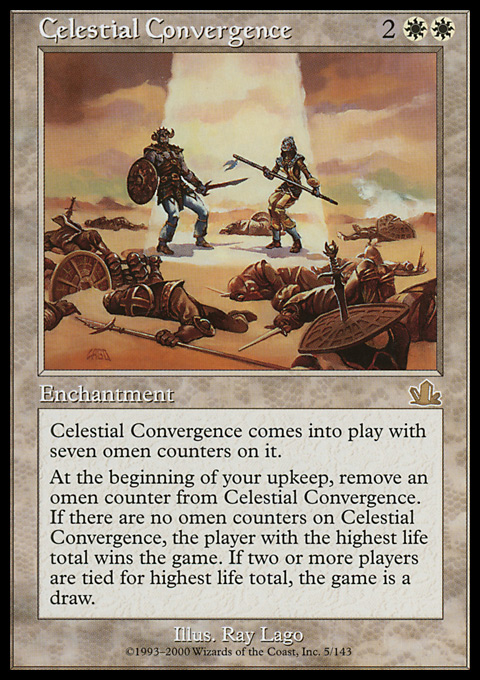 Celestial Convergence 2
LAGO
Enchantment
Celestial Convergence comes into play with
seven omen counters on it.
At the beginning of your upkeep, remove an
omen counter from Celestial Convergence.
If there are no omen counters on Celestial
Convergence, the player with the highest life
total wins the game. If two or more players
are tied for highest life total, the game is a
draw.
Illus. Ray Lago
©1993–2000 Wizards of the Coast, Inc. 5/143